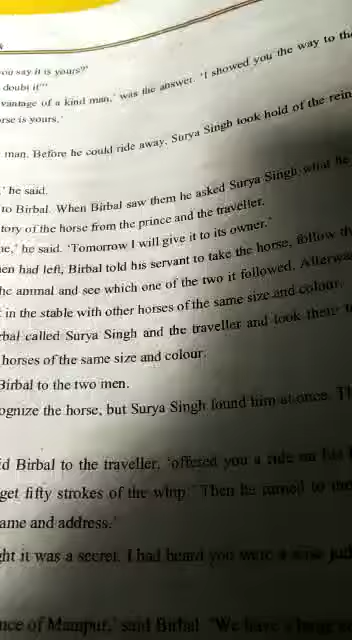 you say it is yours?'
doubt it'"
vantage of a kind man,' was the answer. 'I showed you the way to the
rse is yours.'
man. Before he could ride away, Surya Singh took hold of the rein
,' he said.
to Birbal. When Birbal saw them he asked Surya Singh what he
tory of the horse from the prince and the traveller.
ne,' he said. 'Tomorrow I will give it to its owner.'
en had left, Birbal told his servant to take the horse, follow th
he animal and see which one of the two it followed. Afterwa
in the stable with other horses of the same size and colour.
rbal called Surya Singh and the traveller and took them
horses of the same size and colour.
Birbal to the two men.
ognize the horse, but Surya Singh found him at once. Th
id Birbal to the traveller, 'offered you a ride on his
get fifty strokes of the whip.' Then he turned to the
ame and address.'
ght it was a secret. I had heard you were a wise jud
nce of Manipur,' said Birbal. 'We have a